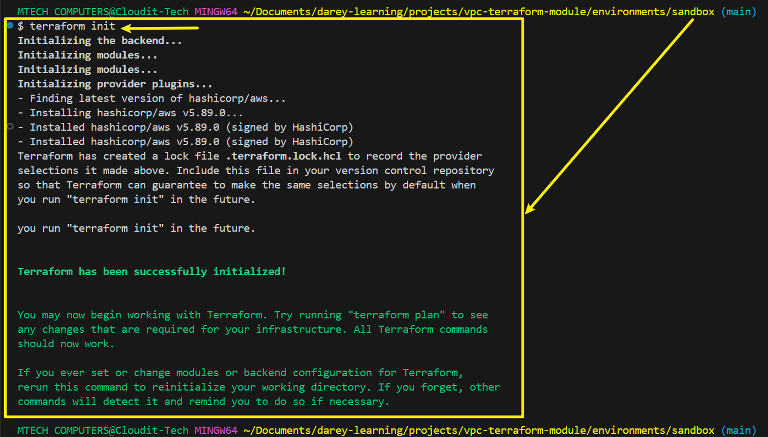 MTECH COMPUTERS@Cloudit-Tech MINGW64 ~/Documents/darey-learning/projects/vpc-terraform-module/environments/sandbox (main)
$ terraform init
Initializing the backend...
Initializing modules...
Initializing modules...
Initializing provider plugins...
- Finding latest version of hashicorp/aws...
- Installing hashicorp/aws v5.89.0...
- Installed hashicorp/aws v5.89.0 (signed by HashiCorp)
- Installed hashicorp/aws v5.89.0 (signed by HashiCorp)
Terraform has created a lock file .terraform.lock.hcl to record the provider
selections it made above. Include this file in your version control repository
so that Terraform can guarantee to make the same selections by default when
you run "terraform init" in the future.
you run "terraform init" in the future.
Terraform has been successfully initialized!
You may now begin working with Terraform. Try running "terraform plan" to see
any changes that are required for your infrastructure. All Terraform commands
should now work.
If you ever set or change modules or backend configuration for Terraform,
rerun this command to reinitialize your working directory. If you forget, other
commands will detect it and remind you to do so if necessary.
MTECH COMPUTERS@Cloudit-Tech MINGW64 ~/Documents/darey-learning/projects/vpc-terraform-module/environments/sandbox (main)